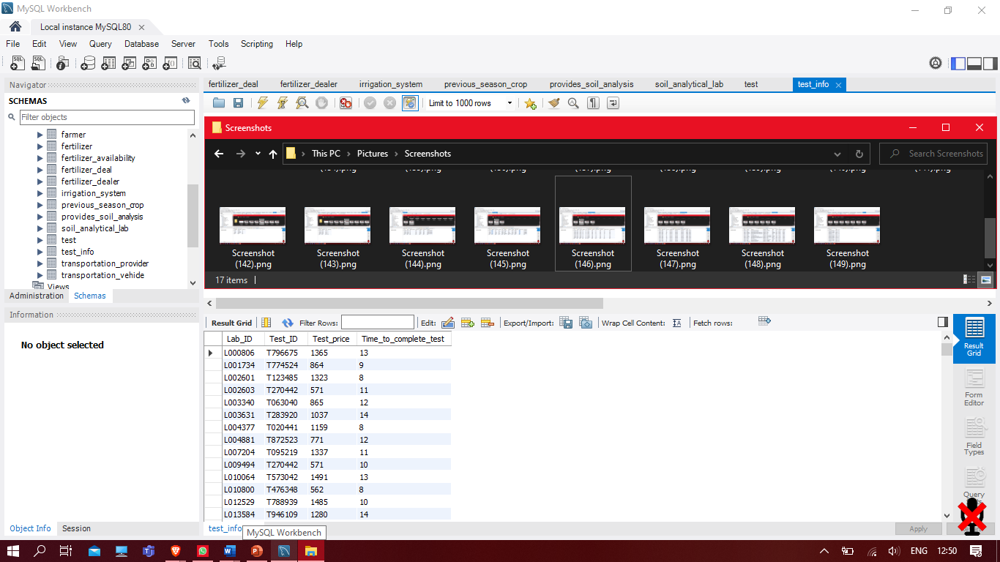 MySQL Workbench
Local instance MySQL80
File Edit View Query Database Server Tools Scripting Help
Navigator
SCHEMAS
Filter objects
farmer
fertilizer
fertilizer_availability
fertilizer_deal
fertilizer_dealer
irrigation_system
previous_season_crop
provides_soil_analysis
soil_analytical_lab
test
test_info
transportation_provider
transportation_vehicle
Views
Administration Schemas
Information
No object selected
Object Info Session
fertilizer_deal fertilizer_dealer irrigation_system previous_season_crop provides_soil_analysis soil_analytical_lab test test_info
Limit to 1000 rows
Screenshots
This PC Pictures Screenshots
Search Screenshots
Screenshot (142).png
Screenshot (143).png
Screenshot (144).png
Screenshot (145).png
Screenshot (146).png
Screenshot (147).png
Screenshot (148).png
Screenshot (149).png
17 items
Result Grid Filter Rows: Edit: Export/Import: Wrap Cell Content: Fetch rows:
Lab_ID Test_ID Test_price Time_to_complete_test
L000806 T796675 1365 13
L001734 T774524 864 9
L002601 T123485 1323 8
L002603 T270442 571 11
L003340 T063040 865 12
L003631 T283920 1037 14
L004377 T020441 1159 8
L004881 T872523 771 12
L007204 T095219 1337 11
L009494 T270442 571 10
L010064 T573042 1491 13
L010800 T476348 562 8
L012529 T788939 1485 10
L013584 T946109 1280 14
Result Grid
Form Editor
Field Types
Query
test_info
MySQL Workbench
Apply
ENG 12:50